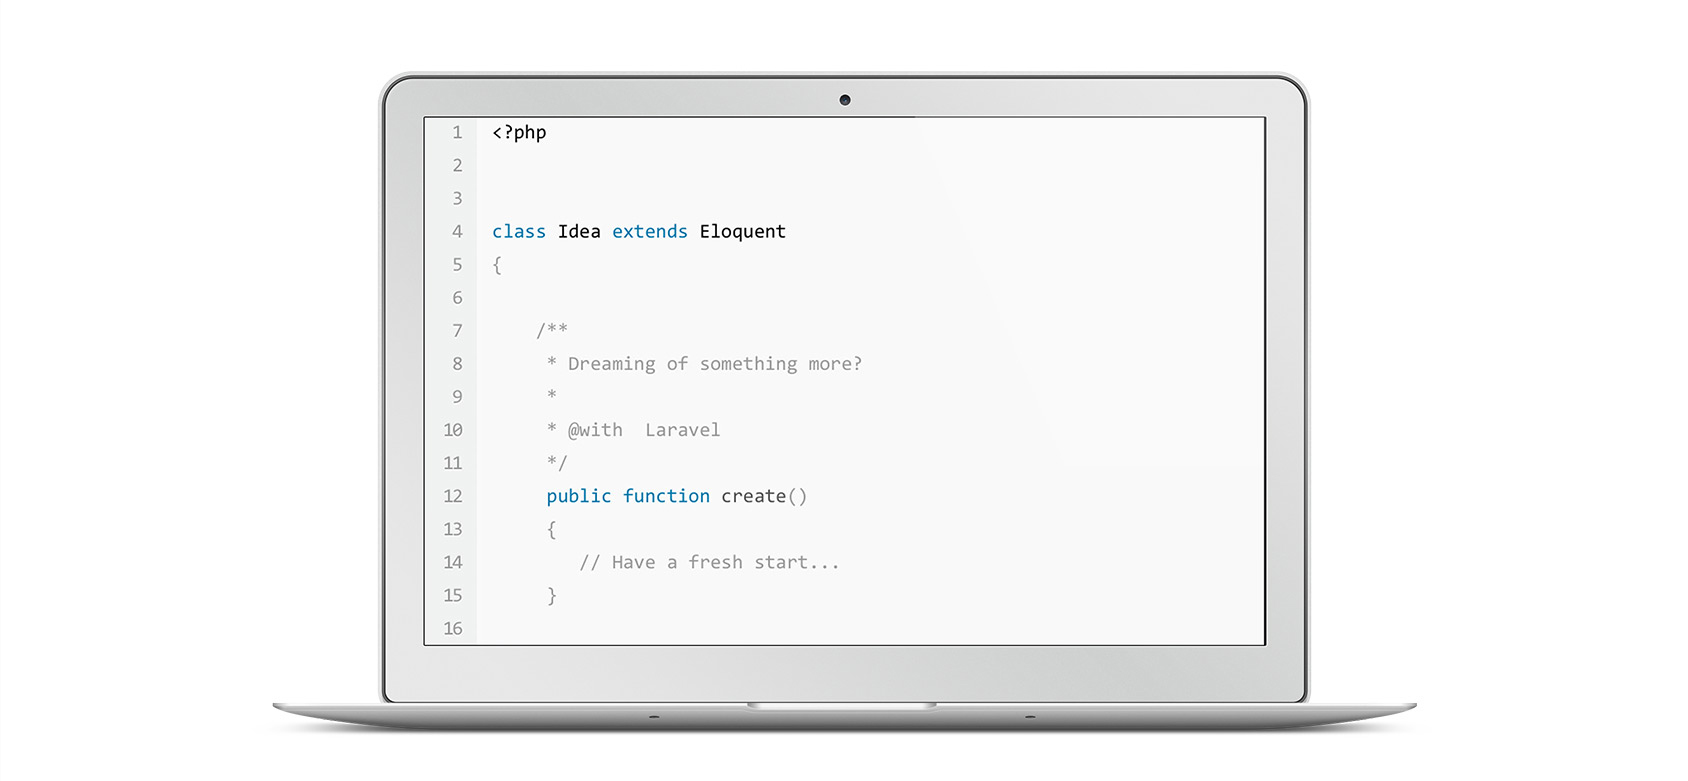 1 <?php
2
3
4 class Idea extends Eloquent
5 {
6
7 /**
8 * Dreaming of something more?
9 *
10 * @with  Laravel
11 */
12 public function create()
13 {
14 // Have a fresh start...
15 }
16